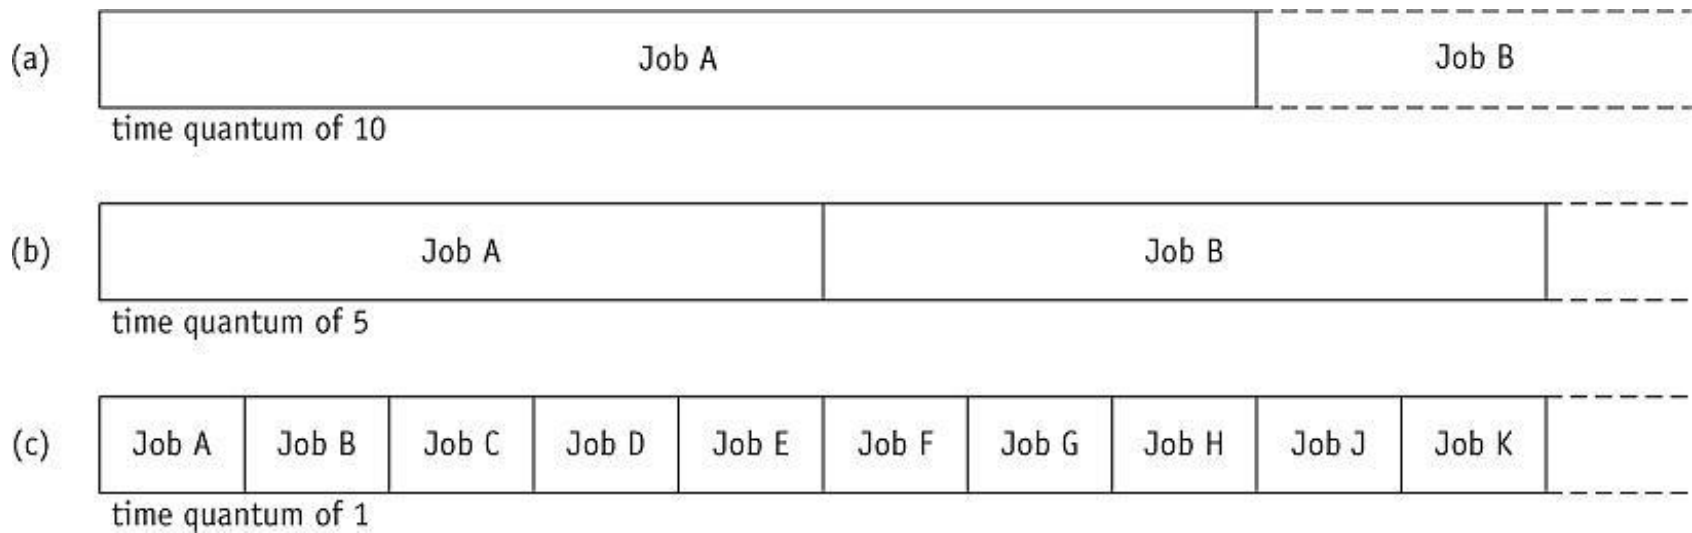 (a) Job A Job B
time quantum of 10
(b) Job A Job B
time quantum of 5
(c) Job A Job B Job C Job D Job E Job F Job G Job H Job J Job K
time quantum of 1